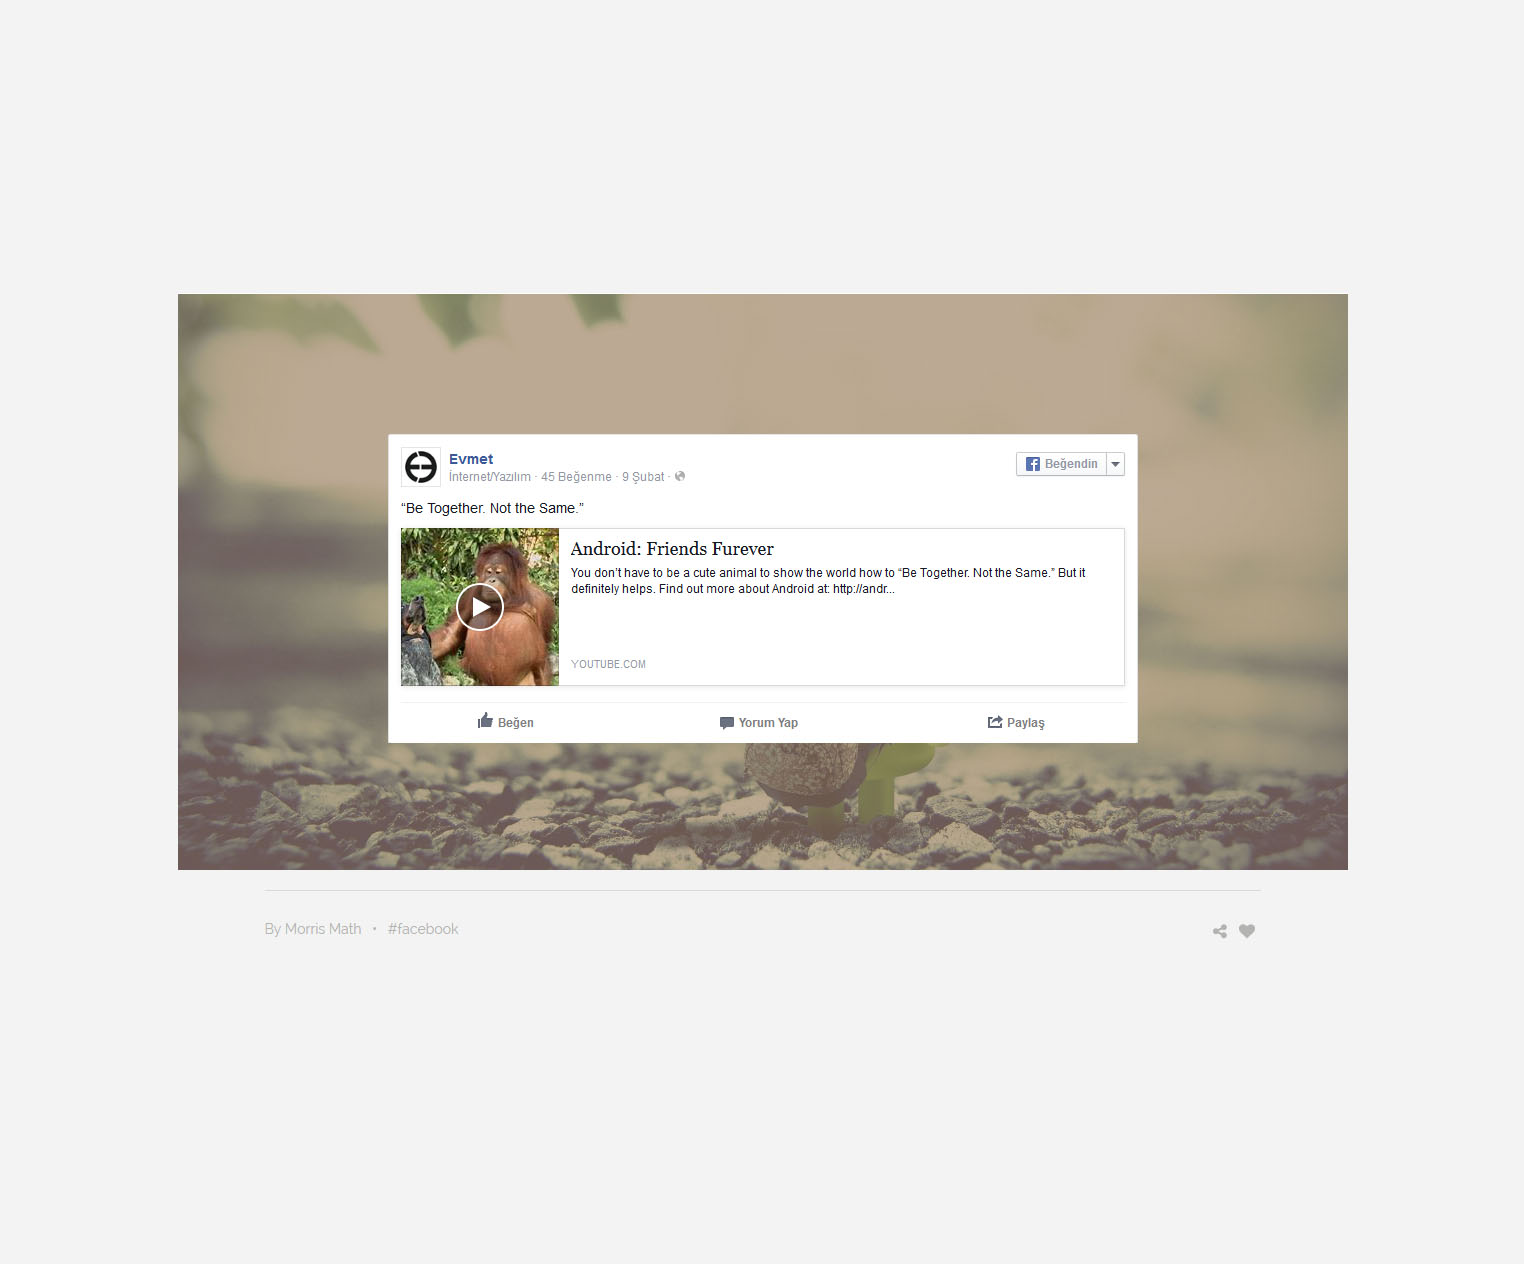 Evmet
İnternet/Yazılım · 45 Beğenme · 9 Şubat ·
Beğendin
“Be Together. Not the Same.”
Android: Friends Furever
You don’t have to be a cute animal to show the world how to “Be Together. Not the Same.” But it
definitely helps. Find out more about Android at: http://andr...
YOUTUBE.COM
Beğen
Yorum Yap
Paylaş
By Morris Math • #facebook